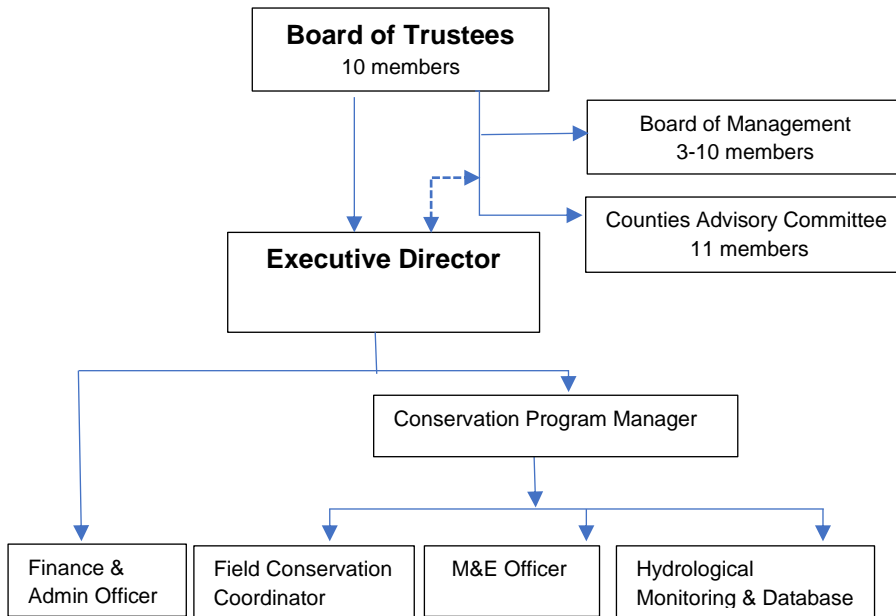 Board of Trustees
10 members
Board of Management
3-10 members
Counties Advisory Committee
11 members
Executive Director
Conservation Program Manager
Finance &
Admin Officer
Field Conservation
Coordinator
M&E Officer
Hydrological
Monitoring & Database